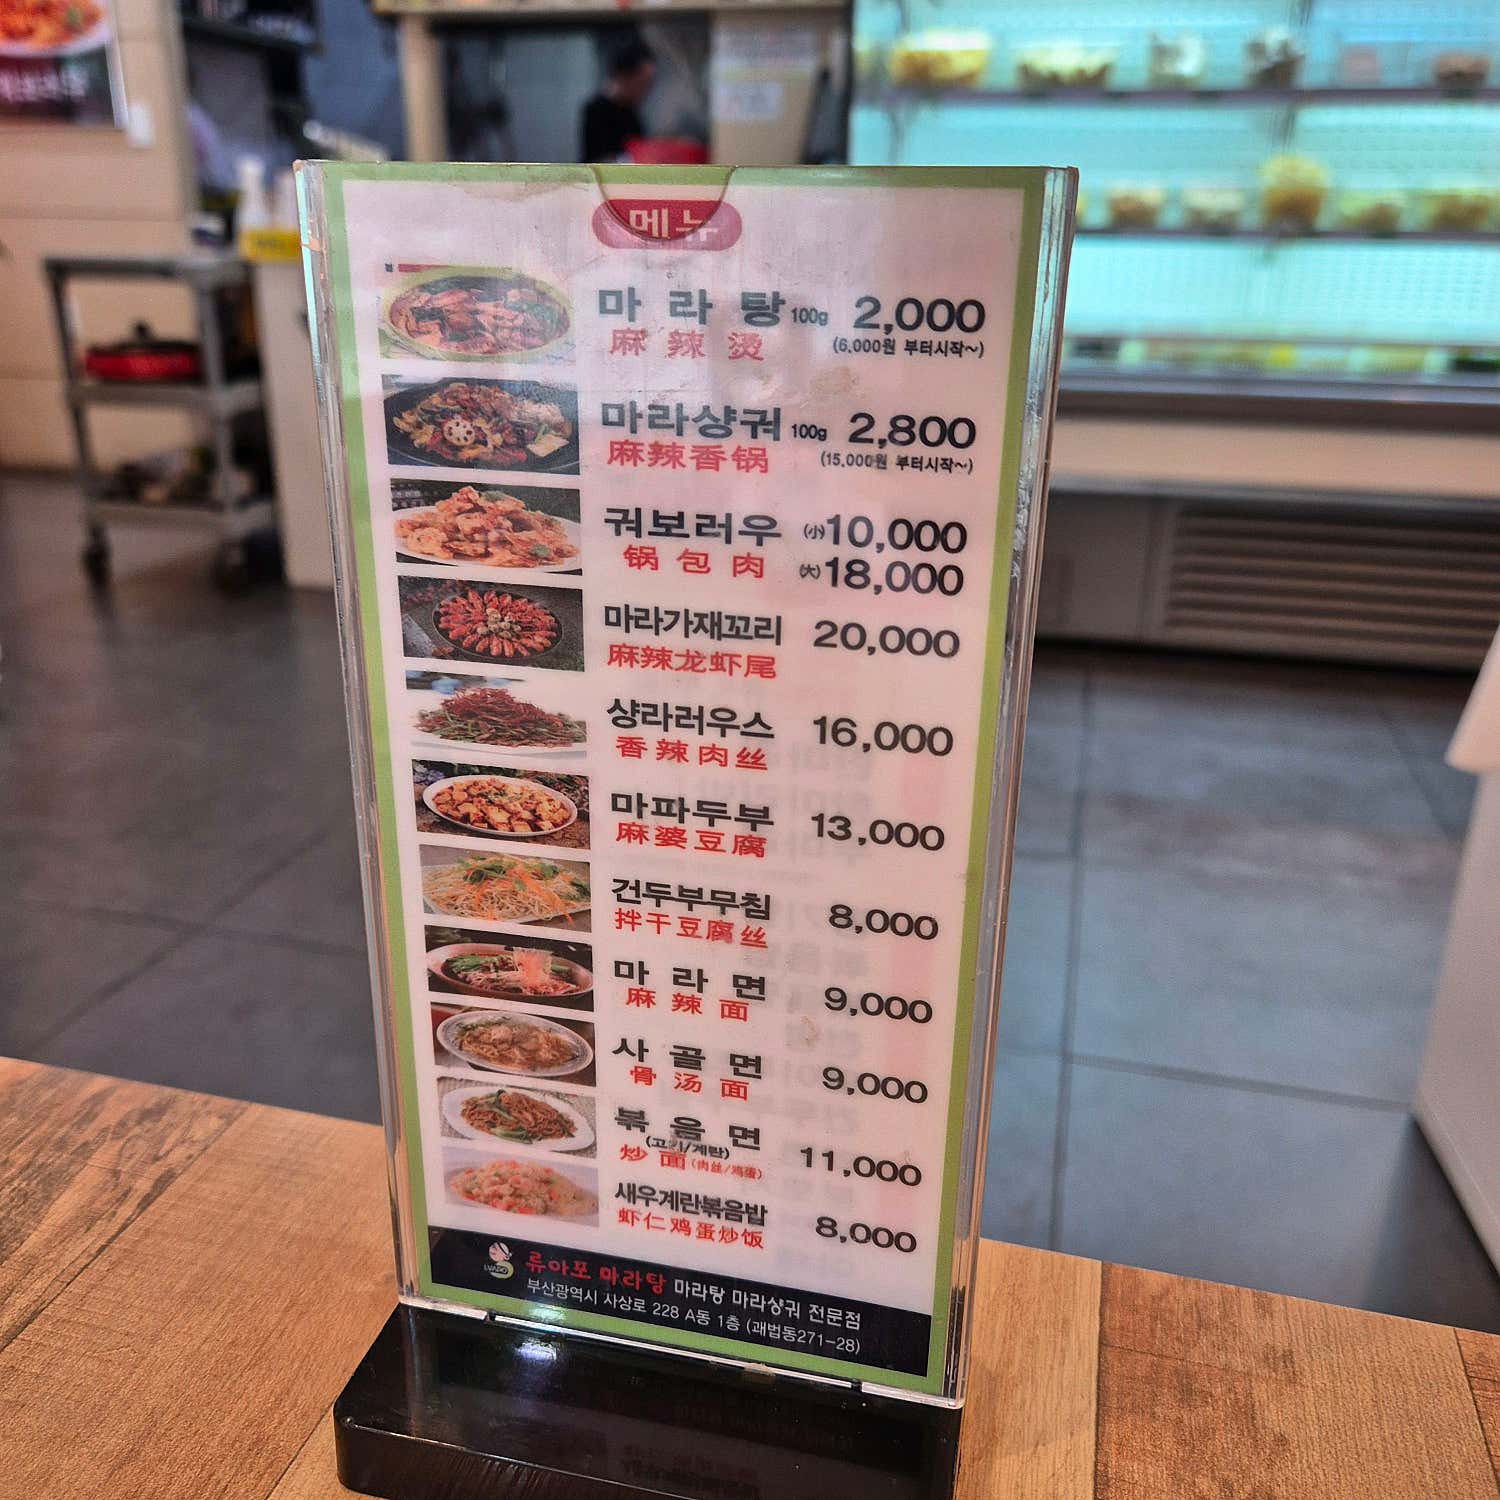 메뉴
마라탕 100g 2,000
麻辣烫 (6,000원 부터시작~)
마라샹궈 100g 2,800
麻辣香锅 (15,000원 부터시작~)
궈보러우 (小)10,000
锅包肉 (大)18,000
마라가재꼬리 20,000
麻辣龙虾尾
샹라러우스 16,000
香辣肉丝
마파두부 13,000
麻婆豆腐
건두부무침 8,000
拌干豆腐丝
마라면 9,000
麻辣面
사골면 9,000
骨汤面
볶음면 11,000
(고기/계란)
炒面(肉丝/鸡蛋)
새우계란볶음밥 8,000
虾仁鸡蛋炒饭
류아포 마라탕 마라탕 마라샹궈 전문점
부산광역시 사상로 228 A동 1층 (괘법동271-28)